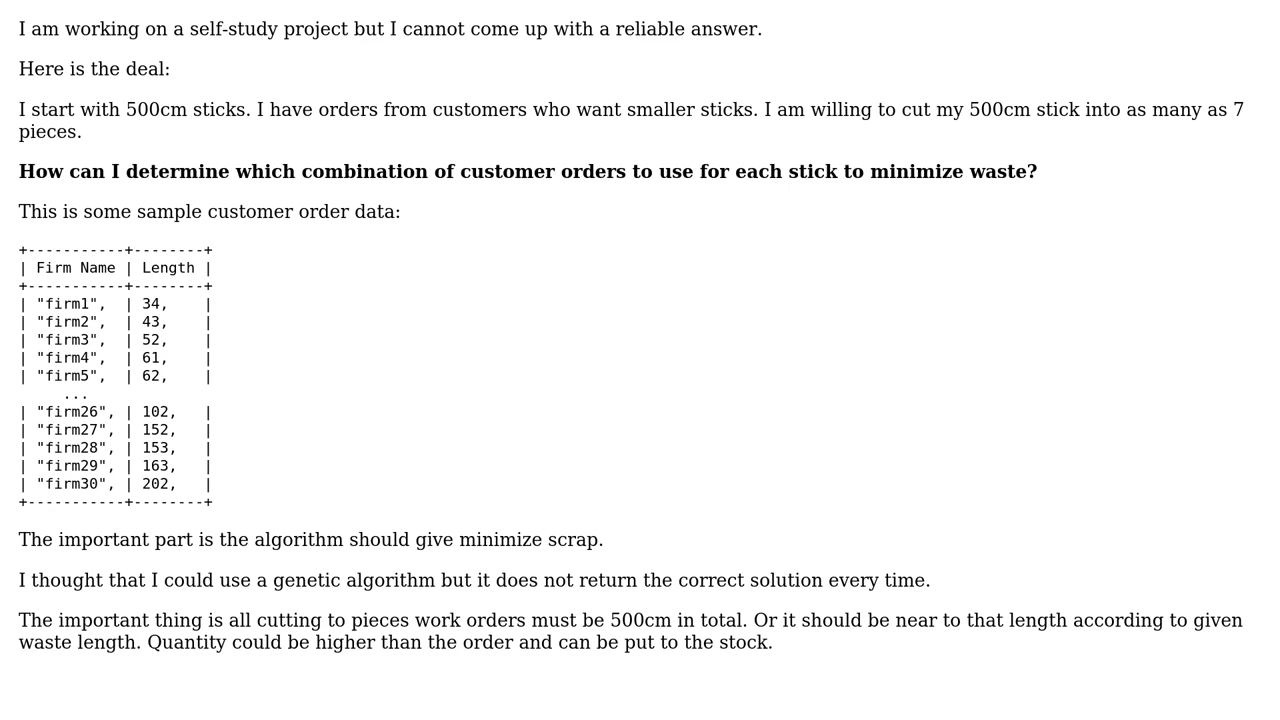 I am working on a self-study project but I cannot come up with a reliable answer.
Here is the deal:
I start with 500cm sticks. I have orders from customers who want smaller sticks. I am willing to cut my 500cm stick into as many as 7
pieces.
How can I determine which combination of customer orders to use for each stick to minimize waste?
This is some sample customer order data:
+-----------+--------+
| Firm Name | Length |
+-----------+--------+
| "firm1",  | 34,    |
| "firm2",  | 43,    |
| "firm3",  | 52,    |
| "firm4",  | 61,    |
| "firm5",  | 62,    |
     ...
| "firm26", | 102,   |
| "firm27", | 152,   |
| "firm28", | 153,   |
| "firm29", | 163,   |
| "firm30", | 202,   |
+-----------+--------+
The important part is the algorithm should give minimize scrap.
I thought that I could use a genetic algorithm but it does not return the correct solution every time.
The important thing is all cutting to pieces work orders must be 500cm in total. Or it should be near to that length according to given
waste length. Quantity could be higher than the order and can be put to the stock.